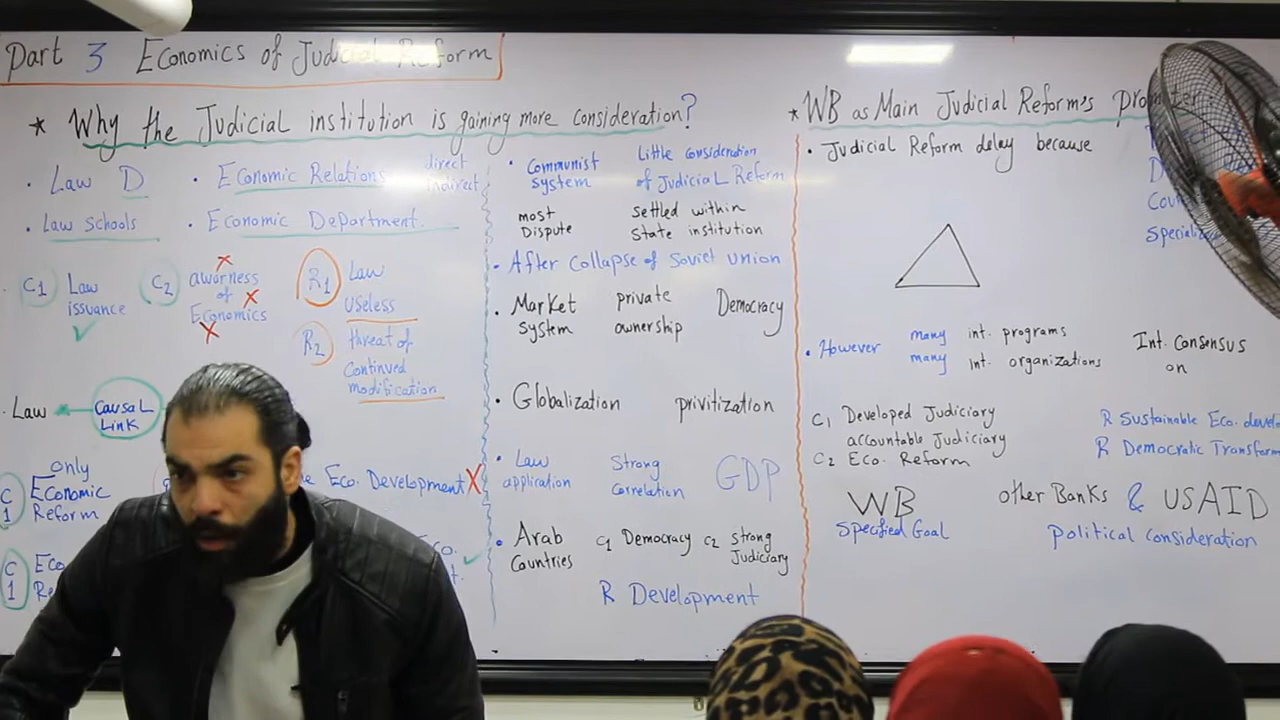 Part 3 Economics of Judicial Reform
* Why the Judicial institution is gaining more consideration?
. Law D . Economic Relations direct indirect
. Law schools . Economic Department.
C1 Law issuance ✓
C2 awarness of Economics
R1 Law useless
R2 threat of continued modification
. Law Causal Link
C1 only Economic Reform
Eco. Development X
C1 Eco
Eco.
. Communist system Little consideration of Judicial Reform
most Dispute settled within state institution
. After collapse of Soviet union
. Market system private ownership Democracy
. Globalization privitization
. Law application Strong correlation GDP
. Arab Countries C1 Democracy C2 strong Judiciary
R Development
* WB as Main Judicial Reform's
. Judicial Reform delay because
. However many int. programs
many int. organizations
Int. Consensus on
C1 Developed Judiciary
accountable Judiciary
C2 Eco. Reform
R Sustainable Eco.
R Democratic
WB other Banks & USAID
Specified Goal political consideration